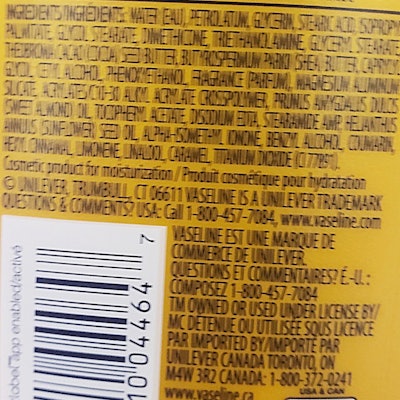 INGREDIENTS/INGRÉDIENTS: WATER (EAU), PETROLATUM, GLYCERIN, STEARIC ACID, ISOPROPYL
PALMITATE, GLYCOL STEARATE, DIMETHICONE, TRIETHANOLAMINE, GLYCERYL STEARATE,
THEOBROMA CACAO (COCOA) SEED BUTTER, BUTYROSPERMUM PARKII (SHEA) BUTTER, CAPRYLYL
GLYCOL, CETYL ALCOHOL, PHENOXYETHANOL, FRAGRANCE (PARFUM), MAGNESIUM ALUMINUM
SILICATE, ACRYLATES/C10-30 ALKYL ACRYLATE CROSSPOLYMER, PRUNUS AMYGDALUS DULCIS
(SWEET ALMOND) OIL, TOCOPHERYL ACETATE, DISODIUM EDTA, STEARAMIDE AMP, HELIANTHUS
ANNUUS (SUNFLOWER) SEED OIL, ALPHA-ISOMETHYL IONONE, BENZYL ALCOHOL, COUMARIN,
HEXYL CINNAMAL, LIMONENE, LINALOOL, CARAMEL, TITANIUM DIOXIDE (CI 77891).
Cosmetic product for moisturization / Produit cosmétique pour hydratation
© UNILEVER, TRUMBULL, CT 06611 VASELINE IS A UNILEVER TRADEMARK
QUESTIONS & COMMENTS? USA: Call 1-800-457-7084, www.vaseline.com
VASELINE EST UNE MARQUE DE
COMMERCE DE UNILEVER.
QUESTIONS ET COMMENTAIRES? É.-U.:
COMPOSEZ 1-800-457-7084
TM OWNED OR USED UNDER LICENSE BY/
MC DÉTENUE OU UTILISÉE SOUS LICENCE
PAR IMPORTED BY/IMPORTÉ PAR
UNILEVER CANADA TORONTO, ON
M4W 3R2 CANADA: 1-800-372-0241
www.vaseline.ca
USA & CAN
label™ app enabled/activé
10 04464 7